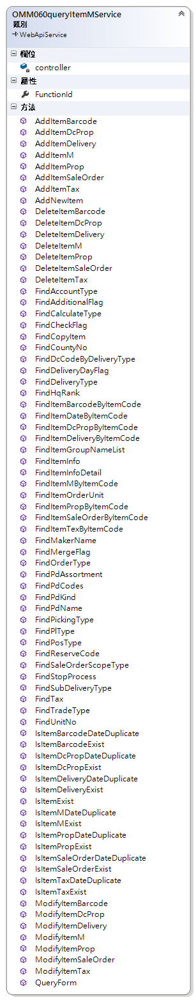 OMM060queryItemMService
類別
WebApiService
欄位
controller
屬性
FunctionId
方法
AddItemBarcode
AddItemDcProp
AddItemDelivery
AddItemM
AddItemProp
AddItemSaleOrder
AddItemTax
AddNewItem
DeleteItemBarcode
DeleteItemDcProp
DeleteItemDelivery
DeleteItemM
DeleteItemProp
DeleteItemSaleOrder
DeleteItemTax
FindAccountType
FindAdditionalFlag
FindCalculateType
FindCheckFlag
FindCopyItem
FindCountyNo
FindDcCodeByDeliveryType
FindDeliveryDayFlag
FindDeliveryType
FindHqRank
FindItemBarcodeByItemCode
FindItemDateByItemCode
FindItemDcPropByItemCode
FindItemDeliveryByItemCode
FindItemGroupNameList
FindItemInfo
FindItemInfoDetail
FindItemMByItemCode
FindItemOrderUnit
FindItemPropByItemCode
FindItemSaleOrderByItemCode
FindItemTexByItemCode
FindMakerName
FindMergeFlag
FindOrderType
FindPdAssortment
FindPdCodes
FindPdKind
FindPdName
FindPickingType
FindPlType
FindPosType
FindReserveCode
FindSaleOrderScopeType
FindStopProcess
FindSubDeliveryType
FindTax
FindTradeType
FindUnitNo
IsItemBarcodeDateDuplicate
IsItemBarcodeExist
IsItemDcPropDateDuplicate
IsItemDcPropExist
IsItemDeliveryDateDuplicate
IsItemDeliveryExist
IsItemExist
IsItemMDateDuplicate
IsItemMExist
IsItemPropDateDuplicate
IsItemPropExist
IsItemSaleOrderDateDuplicate
IsItemSaleOrderExist
IsItemTaxDateDuplicate
IsItemTaxExist
ModifyItemBarcode
ModifyItemDcProp
ModifyItemDelivery
ModifyItemM
ModifyItemProp
ModifyItemSaleOrder
ModifyItemTax
QueryForm